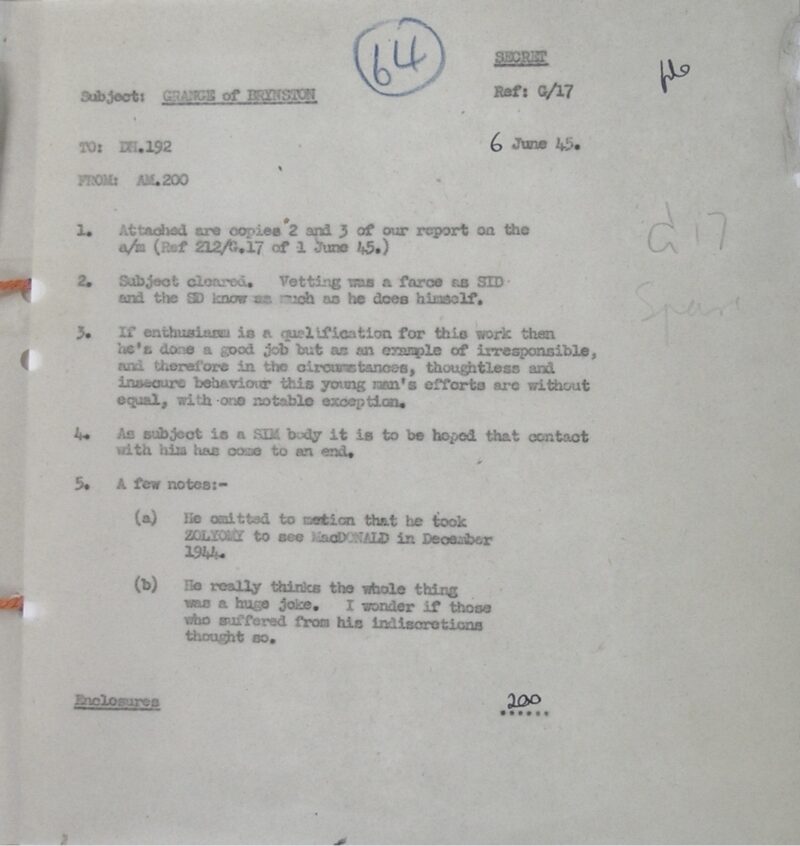 64
SECRET
Subject: GRANGE of BRYNSTON
Ref: G/17
TO: DH.192
6 June 45.
FROM: AM.200
1. Attached are copies 2 and 3 of our report on the
a/m (Ref 212/G.17 of 1 June 45.)
G 17
2. Subject cleared. Vetting was a farce as SID
and the SD know as much as he does himself.
Spare
3. If enthusiasm is a qualification for this work then
he's done a good job but as an example of irresponsible,
and therefore in the circumstances, thoughtless and
insecure behaviour this young man's efforts are without
equal, with one notable exception.
4. As subject is a SIM body it is to be hoped that contact
with him has come to an end.
5. A few notes:-
(a) He omitted to metion that he took
ZOLYOMY to see MacDONALD in December
1944.
(b) He really thinks the whole thing
was a huge joke. I wonder if those
who suffered from his indiscretions
thought so.
Enclosures
200
......